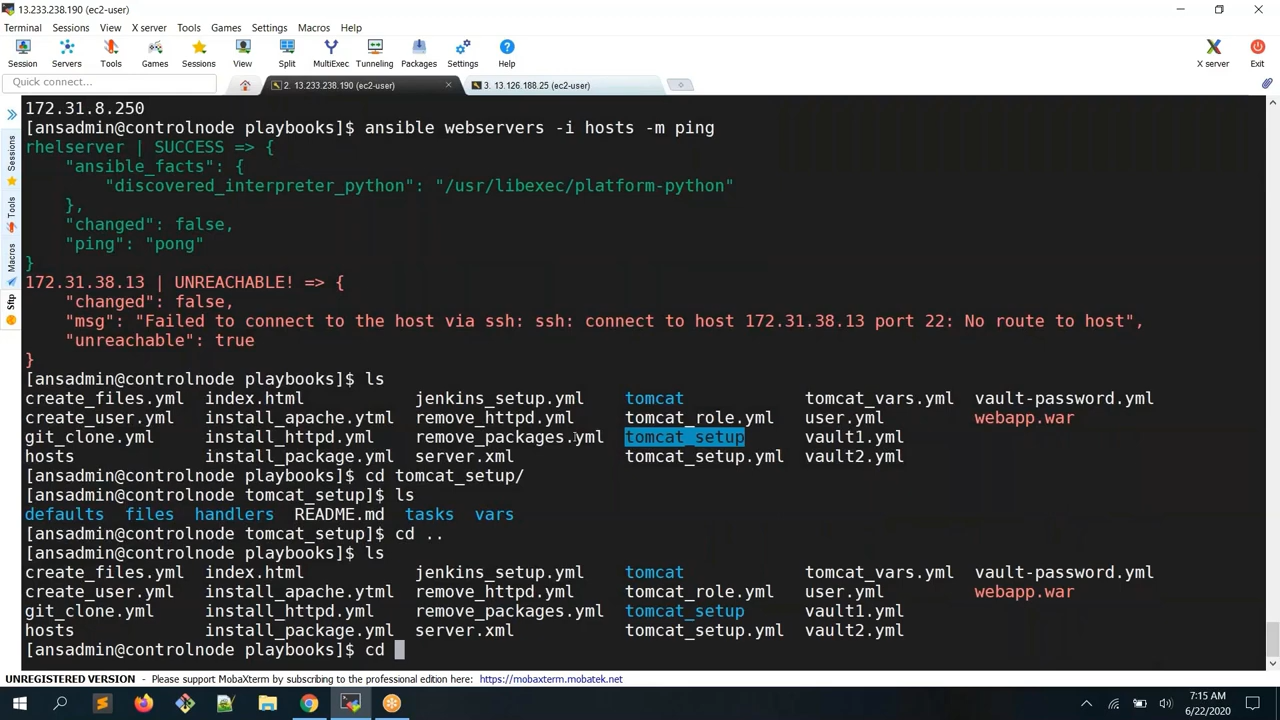 13.233.238.190 (ec2-user)
Terminal Sessions View X server Tools Games Settings Macros Help
Session Servers Tools Games Sessions View Split MultiExec Tunneling Packages Settings Help X server Exit
Quick connect... 2. 13.233.238.190 (ec2-user) 3. 13.126.188.25 (ec2-user)
Sessions
Tools
Macros
Sftp
172.31.8.250
[ansadmin@controlnode playbooks]$ ansible webservers -i hosts -m ping
rhelserver | SUCCESS => {
"ansible_facts": {
"discovered_interpreter_python": "/usr/libexec/platform-python"
},
"changed": false,
"ping": "pong"
}
172.31.38.13 | UNREACHABLE! => {
"changed": false,
"msg": "Failed to connect to the host via ssh: ssh: connect to host 172.31.38.13 port 22: No route to host",
"unreachable": true
}
[ansadmin@controlnode playbooks]$ ls
create_files.yml index.html jenkins_setup.yml tomcat tomcat_vars.yml vault-password.yml
create_user.yml install_apache.ytml remove_httpd.yml tomcat_role.yml user.yml webapp.war
git_clone.yml install_httpd.yml remove_packages.yml tomcat_setup vault1.yml
hosts install_package.yml server.xml tomcat_setup.yml vault2.yml
[ansadmin@controlnode playbooks]$ cd tomcat_setup/
[ansadmin@controlnode tomcat_setup]$ ls
defaults files handlers README.md tasks vars
[ansadmin@controlnode tomcat_setup]$ cd ..
[ansadmin@controlnode playbooks]$ ls
create_files.yml index.html jenkins_setup.yml tomcat tomcat_vars.yml vault-password.yml
create_user.yml install_apache.ytml remove_httpd.yml tomcat_role.yml user.yml webapp.war
git_clone.yml install_httpd.yml remove_packages.yml tomcat_setup vault1.yml
hosts install_package.yml server.xml tomcat_setup.yml vault2.yml
[ansadmin@controlnode playbooks]$ cd
UNREGISTERED VERSION - Please support MobaXterm by subscribing to the professional edition here: https://mobaxterm.mobatek.net
7:15 AM
6/22/2020